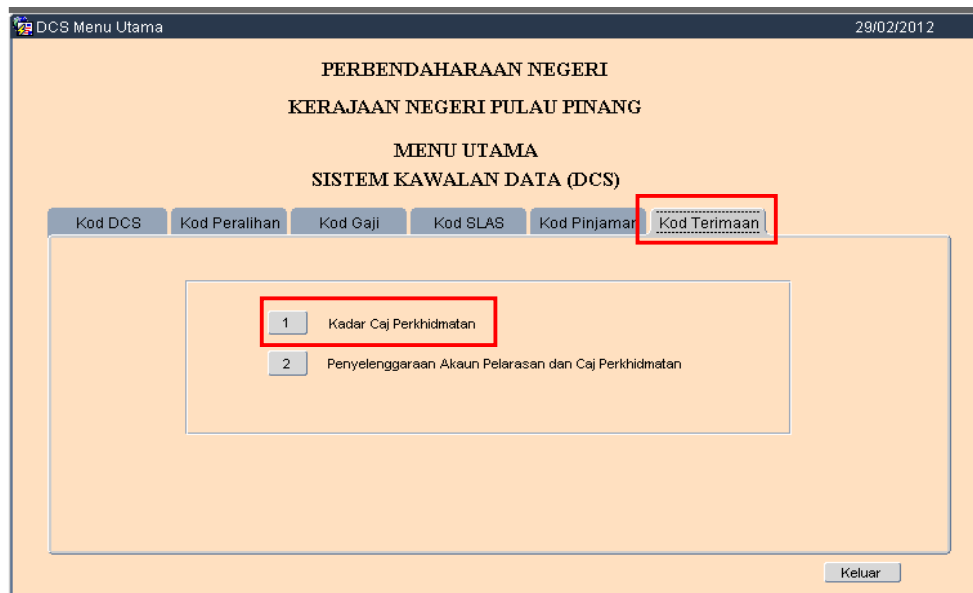 DCS Menu Utama 29/02/2012
PERBENDAHARAAN NEGERI
KERAJAAN NEGERI PULAU PINANG
MENU UTAMA
SISTEM KAWALAN DATA (DCS)
Kod DCS Kod Peralihan Kod Gaji Kod SLAS Kod Pinjaman Kod Terimaan
1 Kadar Caj Perkhidmatan
2 Penyelenggaraan Akaun Pelarasan dan Caj Perkhidmatan
Keluar